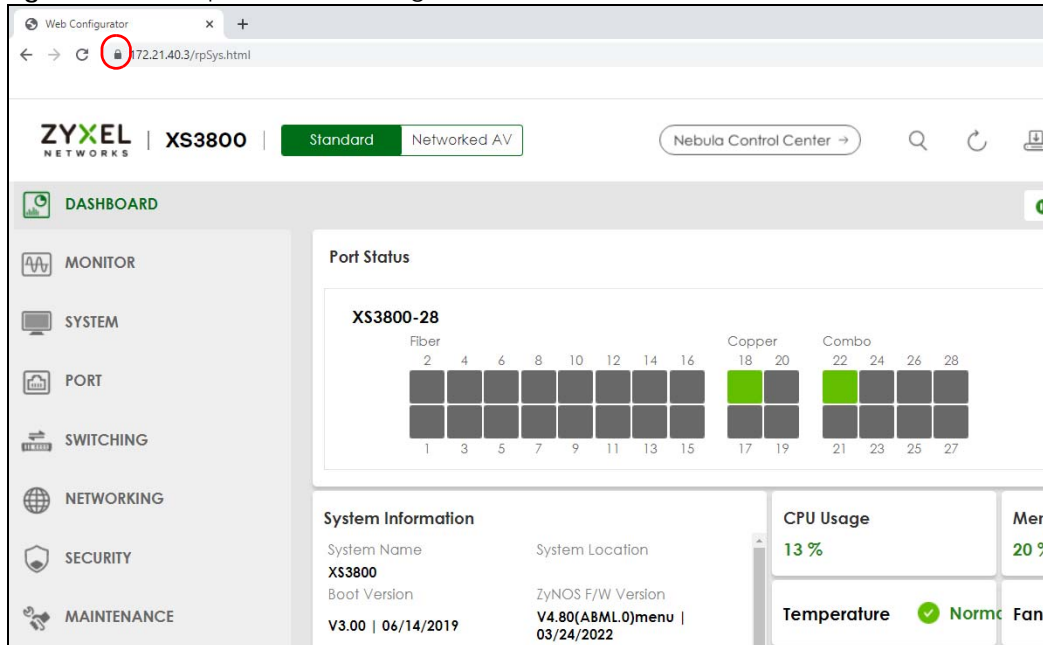 Web Configurator
172.21.40.3/rpSys.html
ZYXEL NETWORKS | XS3800 | Standard Networked AV Nebula Control Center →
DASHBOARD
MONITOR
SYSTEM
PORT
SWITCHING
NETWORKING
SECURITY
MAINTENANCE
Port Status
XS3800-28
Fiber Copper Combo
2 4 6 8 10 12 14 16 18 20 22 24 26 28
1 3 5 7 9 11 13 15 17 19 21 23 25 27
System Information
System Name System Location
XS3800
Boot Version ZyNOS F/W Version
V3.00 | 06/14/2019 V4.80(ABML.0)menu |
03/24/2022
CPU Usage
13 %
20 %
Temperature
Fan